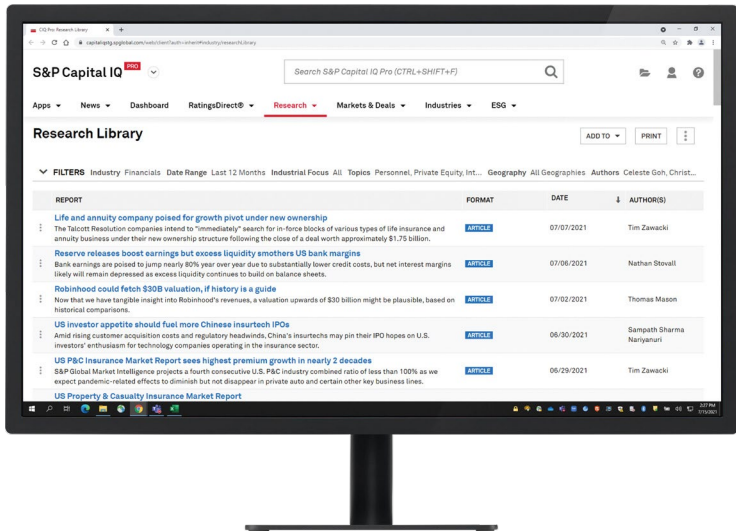 CIQ Pro: Research Library
capitaliqstg.spglobal.com/web/client?auth=inherit#industry/researchLibrary
S&P Capital IQ PRO
Search S&P Capital IQ Pro (CTRL+SHIFT+F)
Apps News Dashboard RatingsDirect® Research Markets & Deals Industries ESG
Research Library
ADD TO PRINT
FILTERS Industry Financials Date Range Last 12 Months Industrial Focus All Topics Personnel, Private Equity, Int... Geography All Geographies Authors Celeste Goh, Christ...
REPORT FORMAT DATE AUTHOR(S)
Life and annuity company poised for growth pivot under new ownership
The Talcott Resolution companies intend to "immediately" search for in-force blocks of various types of life insurance and
annuity business under their new ownership structure following the close of a deal worth approximately $1.75 billion.
ARTICLE 07/07/2021 Tim Zawacki
Reserve releases boost earnings but excess liquidity smothers US bank margins
Bank earnings are poised to jump nearly 80% year over year due to substantially lower credit costs, but net interest margins
likely will remain depressed as excess liquidity continues to build on balance sheets.
ARTICLE 07/06/2021 Nathan Stovall
Robinhood could fetch $30B valuation, if history is a guide
Now that we have tangible insight into Robinhood's revenues, a valuation upwards of $30 billion might be plausible, based on
historical comparisons.
ARTICLE 07/02/2021 Thomas Mason
US investor appetite should fuel more Chinese insurtech IPOs
Amid rising customer acquisition costs and regulatory headwinds, China's insurtechs may pin their IPO hopes on U.S.
investors' enthusiasm for technology companies operating in the insurance sector.
ARTICLE 06/30/2021 Sampath Sharma
Nariyanuri
US P&C Insurance Market Report sees highest premium growth in nearly 2 decades
S&P Global Market Intelligence projects a fourth consecutive U.S. P&C industry combined ratio of less than 100% as we
expect pandemic-related effects to diminish but not disappear in private auto and certain other key business lines.
ARTICLE 06/29/2021 Tim Zawacki
US Property & Casualty Insurance Market Report
3:27 PM
7/15/2021